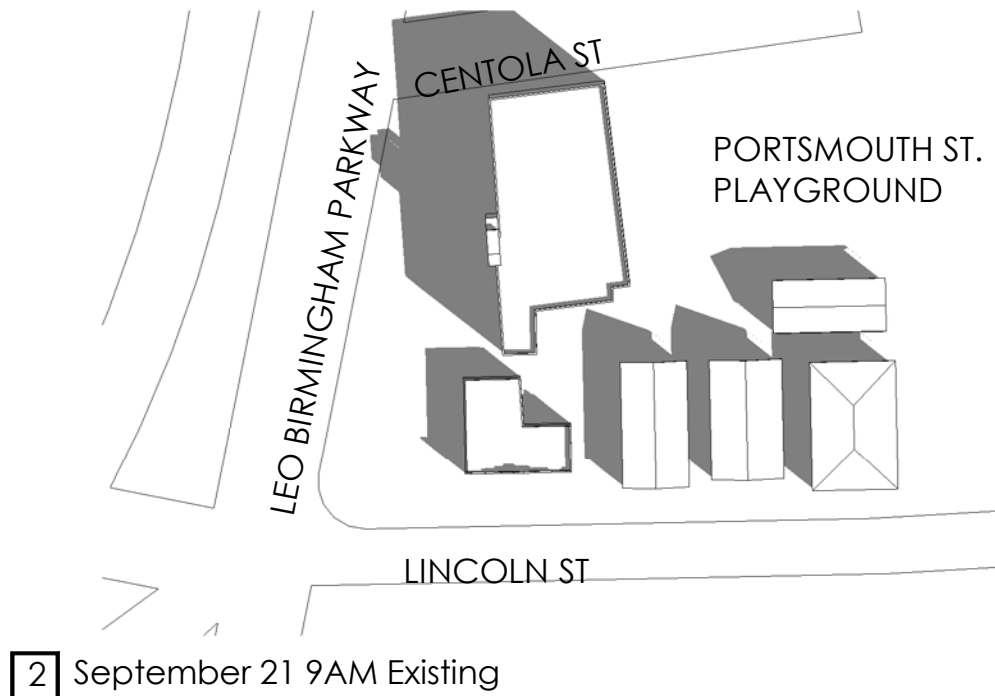 CENTOLA ST
LEO BIRMINGHAM PARKWAY
PORTSMOUTH ST.
PLAYGROUND
LINCOLN ST
2 September 21 9AM Existing